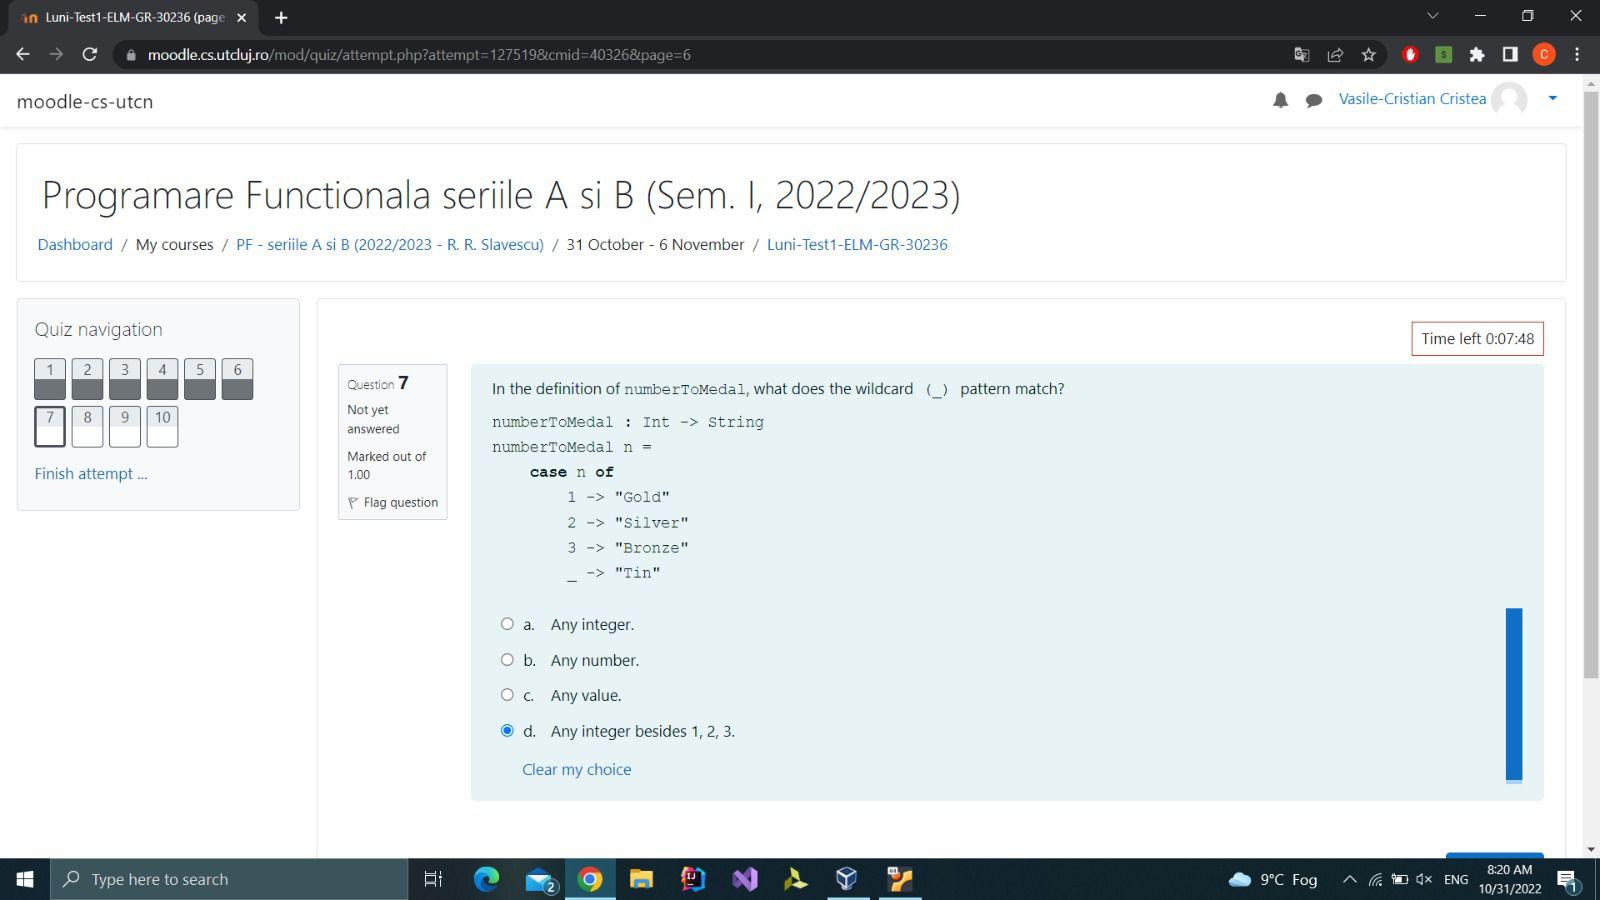 Luni-Test1-ELM-GR-30236 (page
moodle.cs.utcluj.ro/mod/quiz/attempt.php?attempt=127519&cmid=40326&page=6
S
C
moodle-cs-utcn
Vasile-Cristian Cristea
Programare Functionala seriile A si B (Sem. I, 2022/2023)
Dashboard / My courses / PF - seriile A si B (2022/2023 - R. R. Slavescu) / 31 October - 6 November / Luni-Test1-ELM-GR-30236
Quiz navigation
1 2 3 4 5 6
7 8 9 10
Finish attempt ...
Time left 0:07:48
Question 7
Not yet
answered
Marked out of
1.00
Flag question
In the definition of numberToMedal, what does the wildcard (_) pattern match?
numberToMedal : Int -> String
numberToMedal n =
case n of
1 -> "Gold"
2 -> "Silver"
3 -> "Bronze"
_ -> "Tin"
a. Any integer.
b. Any number.
c. Any value.
d. Any integer besides 1, 2, 3.
Clear my choice
Type here to search
2
IJ
9°C Fog
ENG
8:20 AM
10/31/2022
1